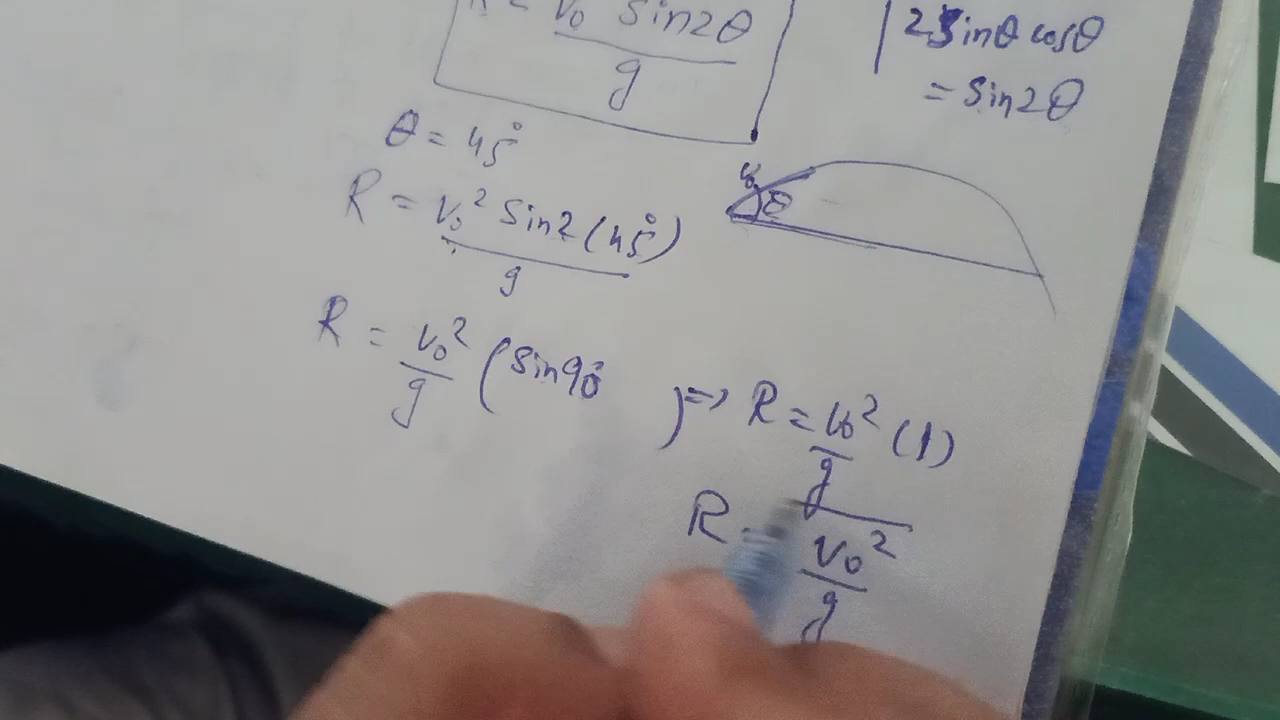 R = v₀ Sin2θ / g
2Sinθ cosθ
= Sin2θ
θ = 45°
R = v₀² Sin2(45°) / g
v₀ θ
R = v₀²/g (Sin90°) => R = v₀²/g (1)
R = v₀²/g